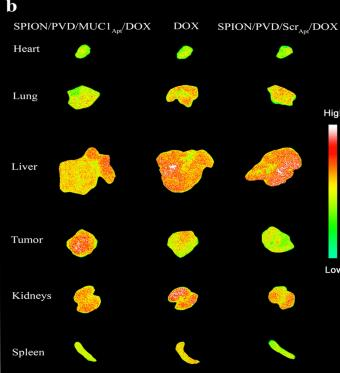 b
SPION/PVD/MUC1Apt/DOX DOX SPION/PVD/ScrApt/DOX
Heart
Lung
High
Liver
Tumor
Low
Kidneys
Spleen